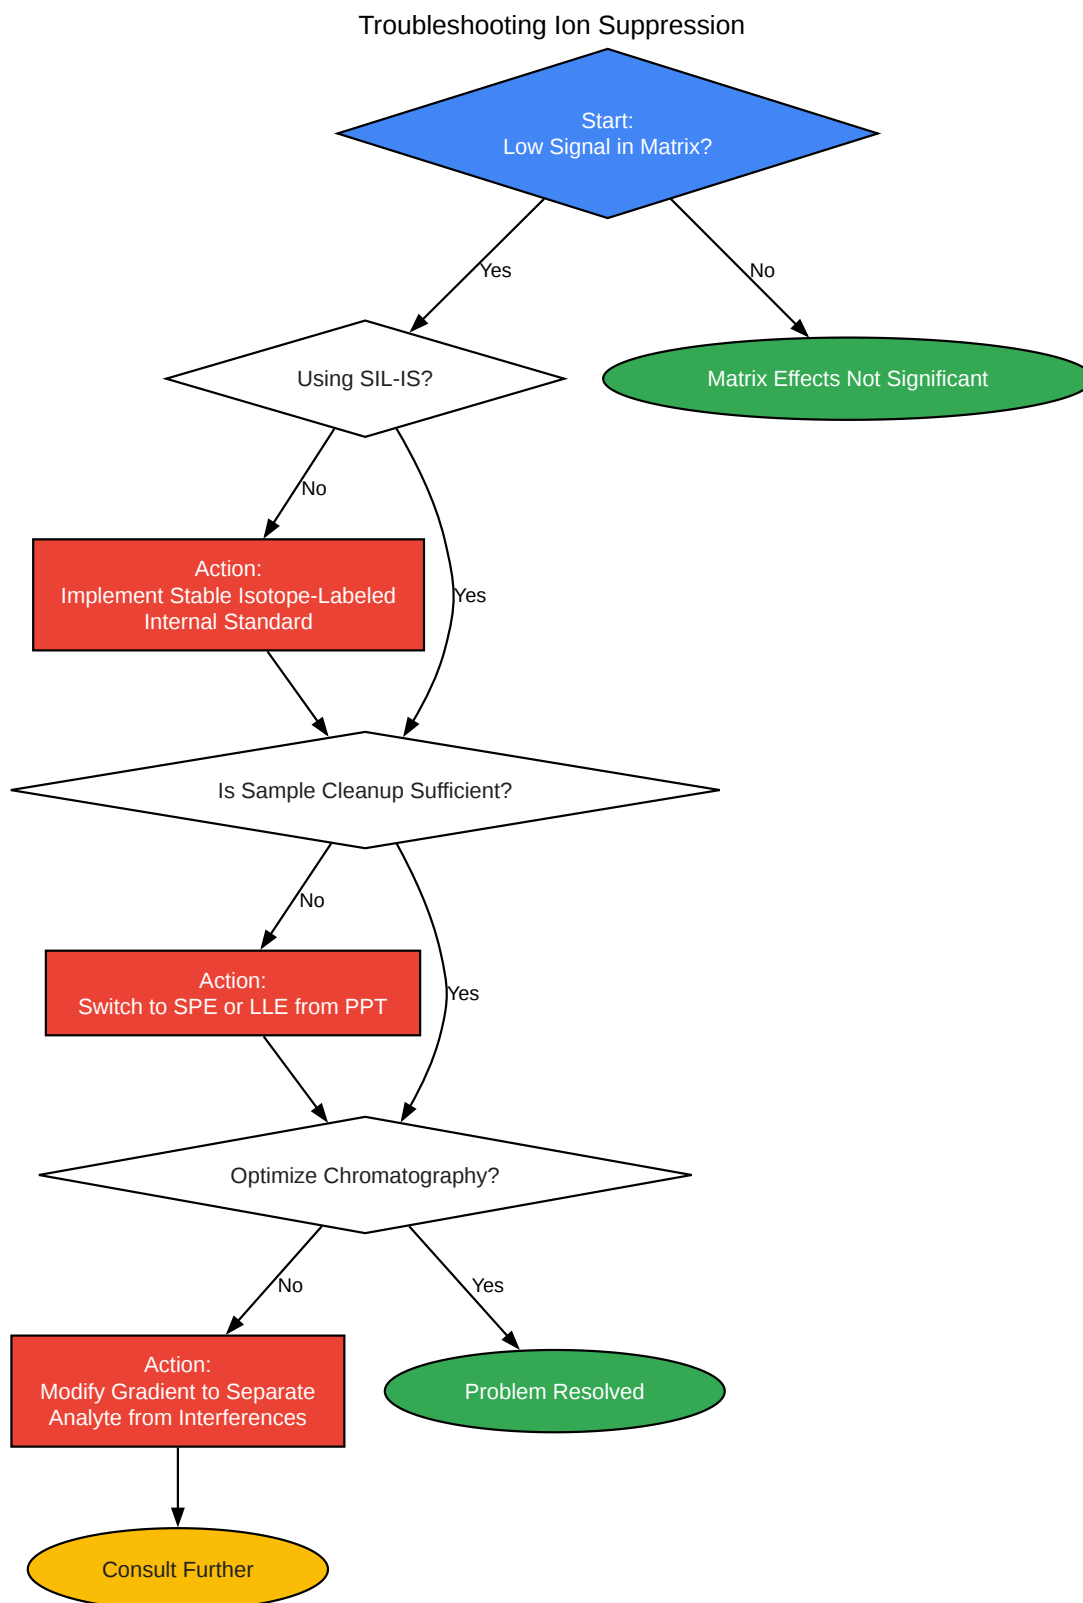 Troubleshooting Ion Suppression
Start:
Low Signal in Matrix?
Yes
No
Using SIL-IS?
Matrix Effects Not Significant
No
Action:
Implement Stable Isotope-Labeled
Internal Standard
Yes
Is Sample Cleanup Sufficient?
No
Action:
Switch to SPE or LLE from PPT
Yes
Optimize Chromatography?
No
Yes
Action:
Modify Gradient to Separate
Analyte from Interferences
Problem Resolved
Consult Further